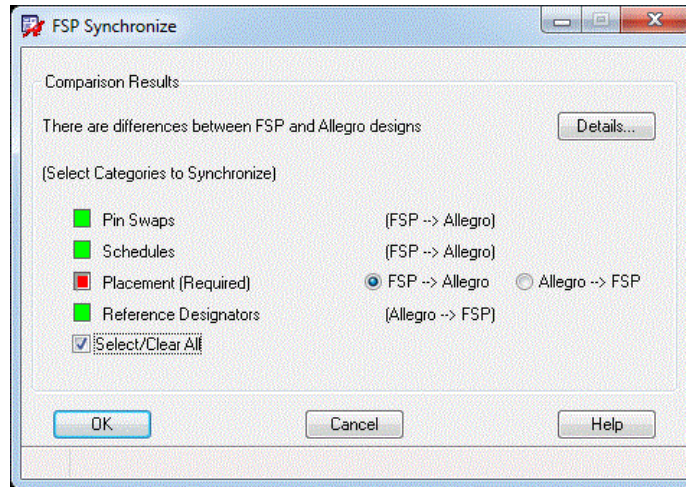 FSP Synchronize
Comparison Results
There are differences between FSP and Allegro designs Details...
(Select Categories to Synchronize)
Pin Swaps (FSP --> Allegro)
Schedules (FSP --> Allegro)
Placement (Required) FSP --> Allegro Allegro --> FSP
Reference Designators (Allegro --> FSP)
Select/Clear All
OK Cancel Help